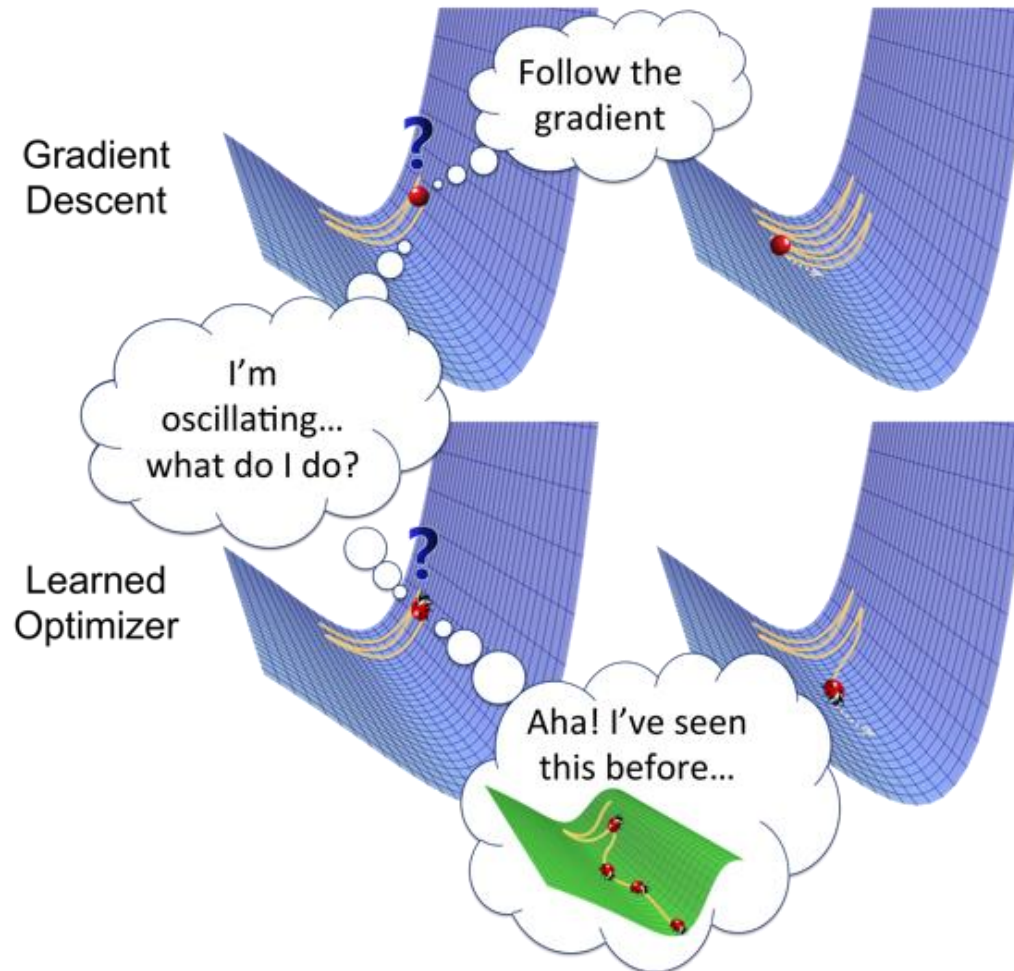 Follow the
gradient
?
Gradient
Descent
I'm
oscillating...
what do I do?
?
Learned
Optimizer
Aha! I've seen
this before...